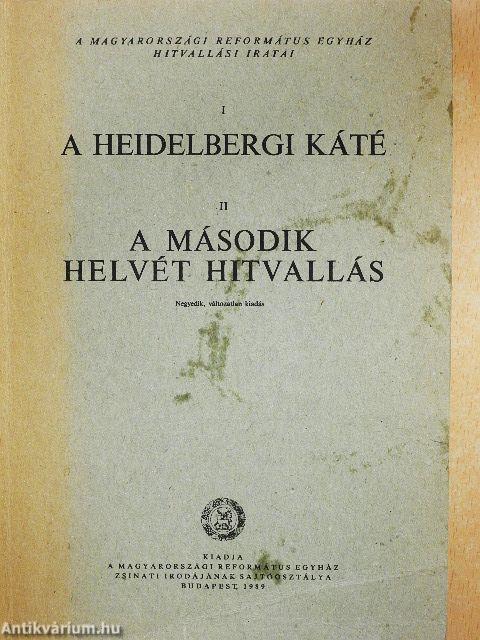 A MAGYARORSZÁGI REFORMÁTUS EGYHÁZ
HITVALLÁSI IRATAI
I
A HEIDELBERGI KÁTÉ
II
A MÁSODIK
HELVÉT HITVALLÁS
Negyedik, változatlan kiadás
KIADJA
A MAGYARORSZÁGI REFORMÁTUS EGYHÁZ
ZSINATI IRODÁJÁNAK SAJTÓOSZTÁLYA
BUDAPEST, 1989
Antikvárium.hu